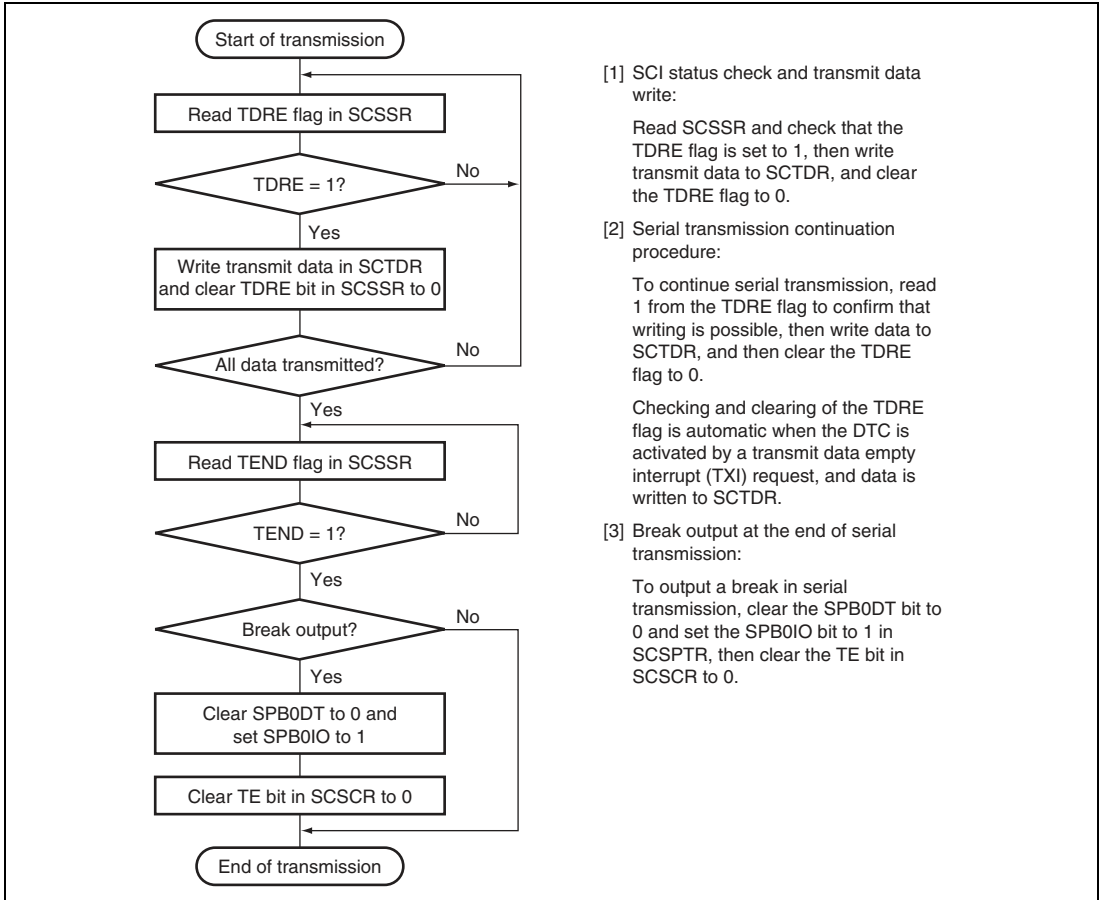 Start of transmission
Read TDRE flag in SCSSR
TDRE = 1?
No
Yes
Write transmit data in SCTDR
and clear TDRE bit in SCSSR to 0
All data transmitted?
No
Yes
Read TEND flag in SCSSR
TEND = 1?
No
Yes
Break output?
No
Yes
Clear SPB0DT to 0 and
set SPB0IO to 1
Clear TE bit in SCSCR to 0
End of transmission
[1] SCI status check and transmit data
write:
Read SCSSR and check that the
TDRE flag is set to 1, then write
transmit data to SCTDR, and clear
the TDRE flag to 0.
[2] Serial transmission continuation
procedure:
To continue serial transmission, read
1 from the TDRE flag to confirm that
writing is possible, then write data to
SCTDR, and then clear the TDRE
flag to 0.
Checking and clearing of the TDRE
flag is automatic when the DTC is
activated by a transmit data empty
interrupt (TXI) request, and data is
written to SCTDR.
[3] Break output at the end of serial
transmission:
To output a break in serial
transmission, clear the SPB0DT bit to
0 and set the SPB0IO bit to 1 in
SCSPTR, then clear the TE bit in
SCSCR to 0.